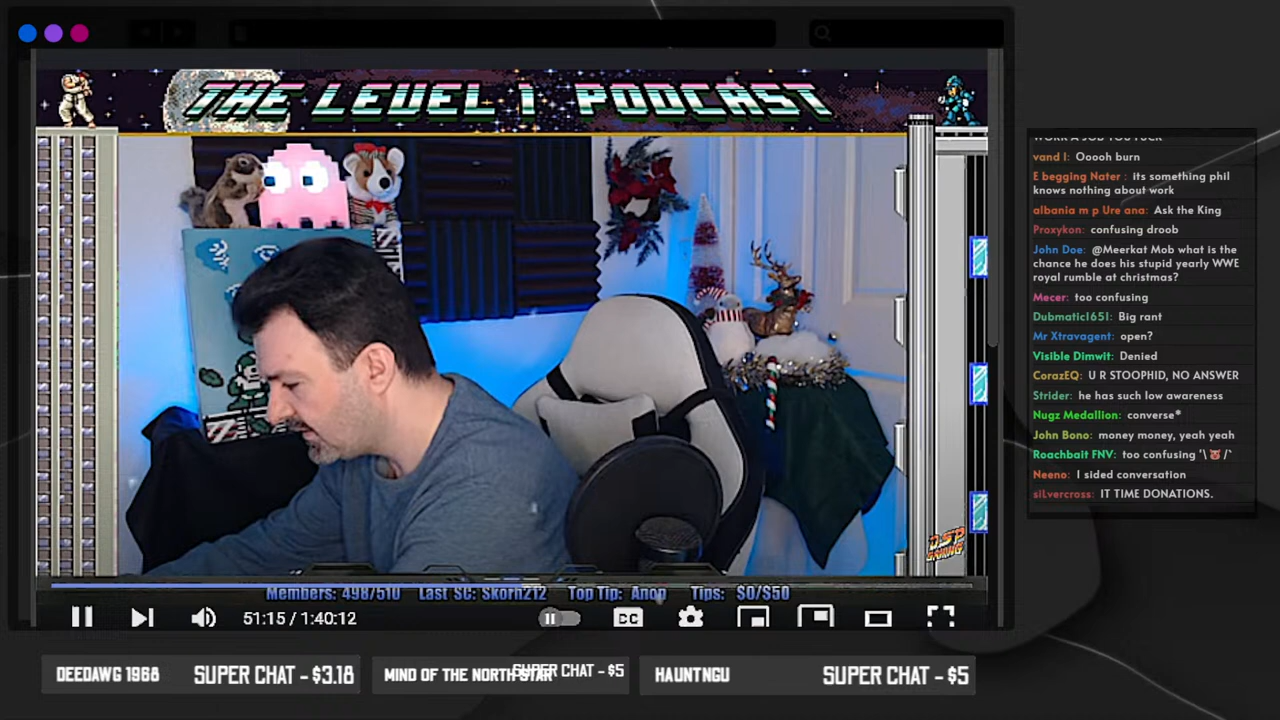 THE LEVEL 1 PODCAST
vand I: Ooooh burn
E begging Nater : its something phil
knows nothing about work
albania m p Ure ana: Ask the King
Proxykon: confusing droob
John Doe: @Meerkat Mob what is the
chance he does his stupid yearly WWE
royal rumble at christmas?
Mecer: too confusing
Dubmatic1651: Big rant
Mr Xtravagent: open?
Visible Dimwit: Denied
CorazEQ: U R STOOPHID, NO ANSWER
Strider: he has such low awareness
Nugz Medallion: converse*
John Bono: money money, yeah yeah
Roachbait FNV: too confusing '\ 🐷 /`
Neeno: I sided conversation
siLvercross: IT TIME DONATIONS.
DSP
GAMING
Members: 498/510 Last SC: Skorh212 Top Tip: Anon Tips: $0/$50
CC
51:15 / 1:40:12
DEEDAWG 1968 SUPER CHAT - $3.18
MIND OF THE NORTH STAR SUPER CHAT - $5
HAUNTNGU SUPER CHAT - $5